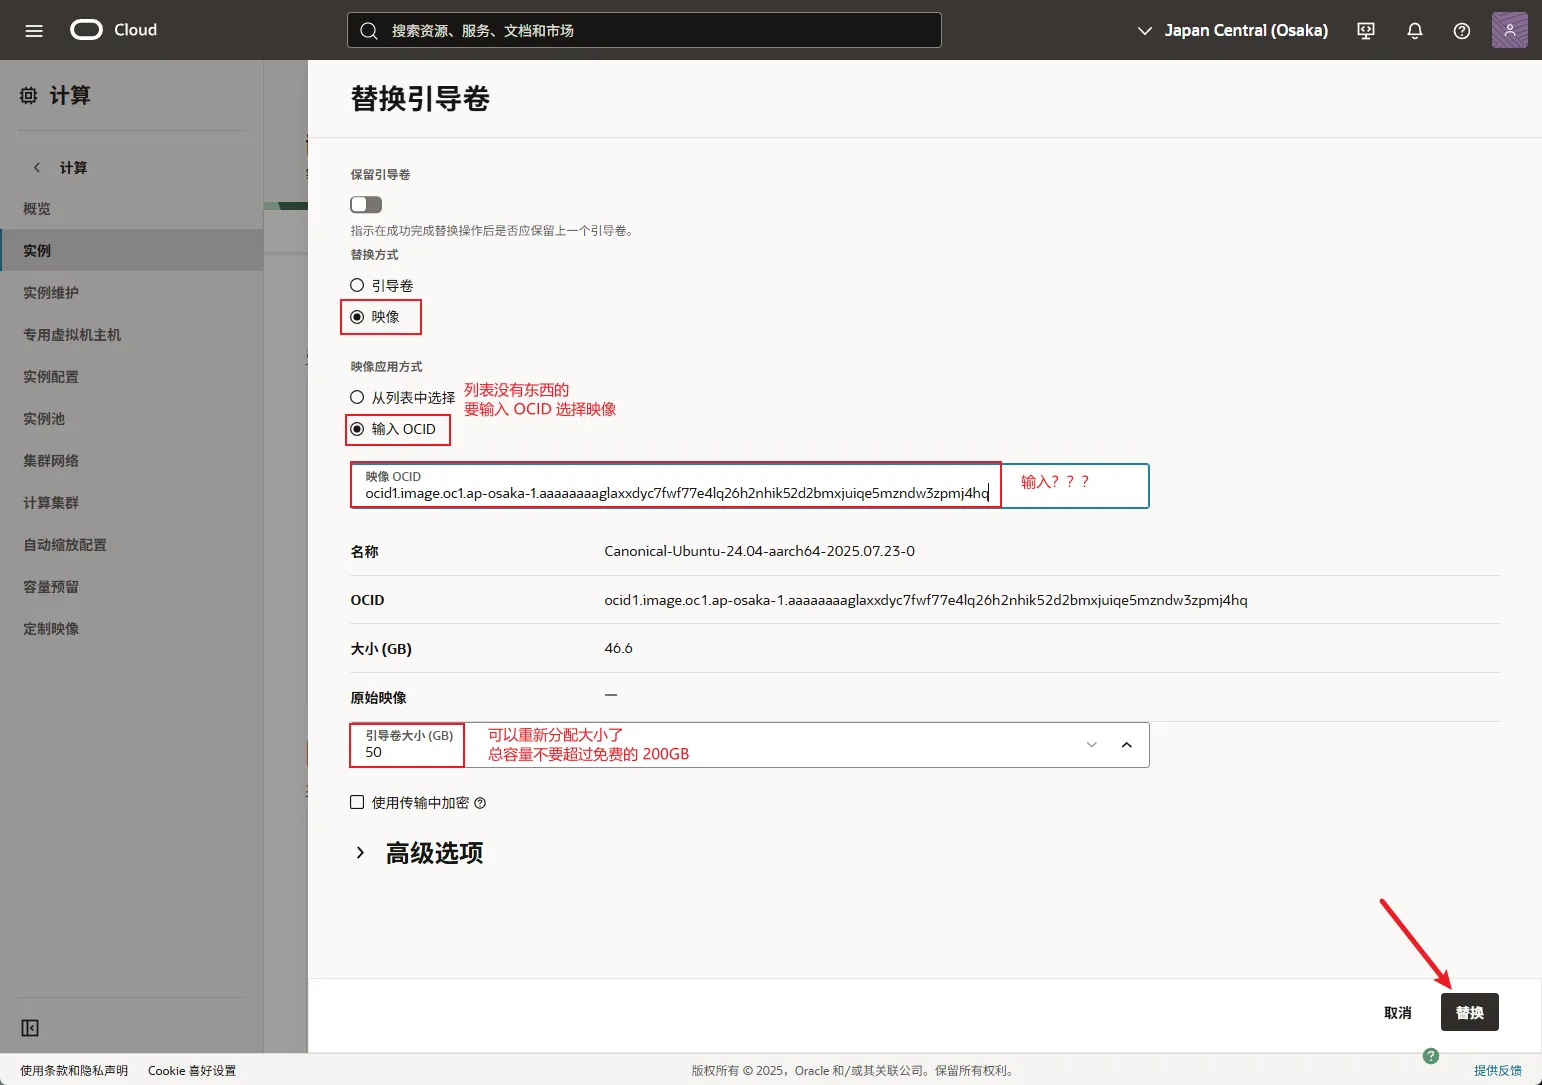 Cloud
搜索资源、服务、文档和市场
Japan Central (Osaka)
计算
计算
概览
实例
实例维护
专用虚拟机主机
实例配置
实例池
集群网络
计算集群
自动缩放配置
容量预留
定制映像
替换引导卷
保留引导卷
指示在成功完成替换操作后是否应保留上一个引导卷。
替换方式
引导卷
映像
映像应用方式
从列表中选择
列表没有东西的
要输入 OCID 选择映像
输入 OCID
映像 OCID
ocid1.image.oc1.ap-osaka-1.aaaaaaaaglaxxdyc7fwf77e4lq26h2nhik52d2bmxjuiqe5mzndw3zpmj4hq
输入？？？
名称 Canonical-Ubuntu-24.04-aarch64-2025.07.23-0
OCID ocid1.image.oc1.ap-osaka-1.aaaaaaaaglaxxdyc7fwf77e4lq26h2nhik52d2bmxjuiqe5mzndw3zpmj4hq
大小 (GB) 46.6
原始映像 —
引导卷大小 (GB)
50
可以重新分配大小了
总容量不要超过免费的 200GB
使用传输中加密
高级选项
取消
替换
使用条款和隐私声明
Cookie 喜好设置
版权所有 © 2025，Oracle 和/或其关联公司。保留所有权利。
提供反馈